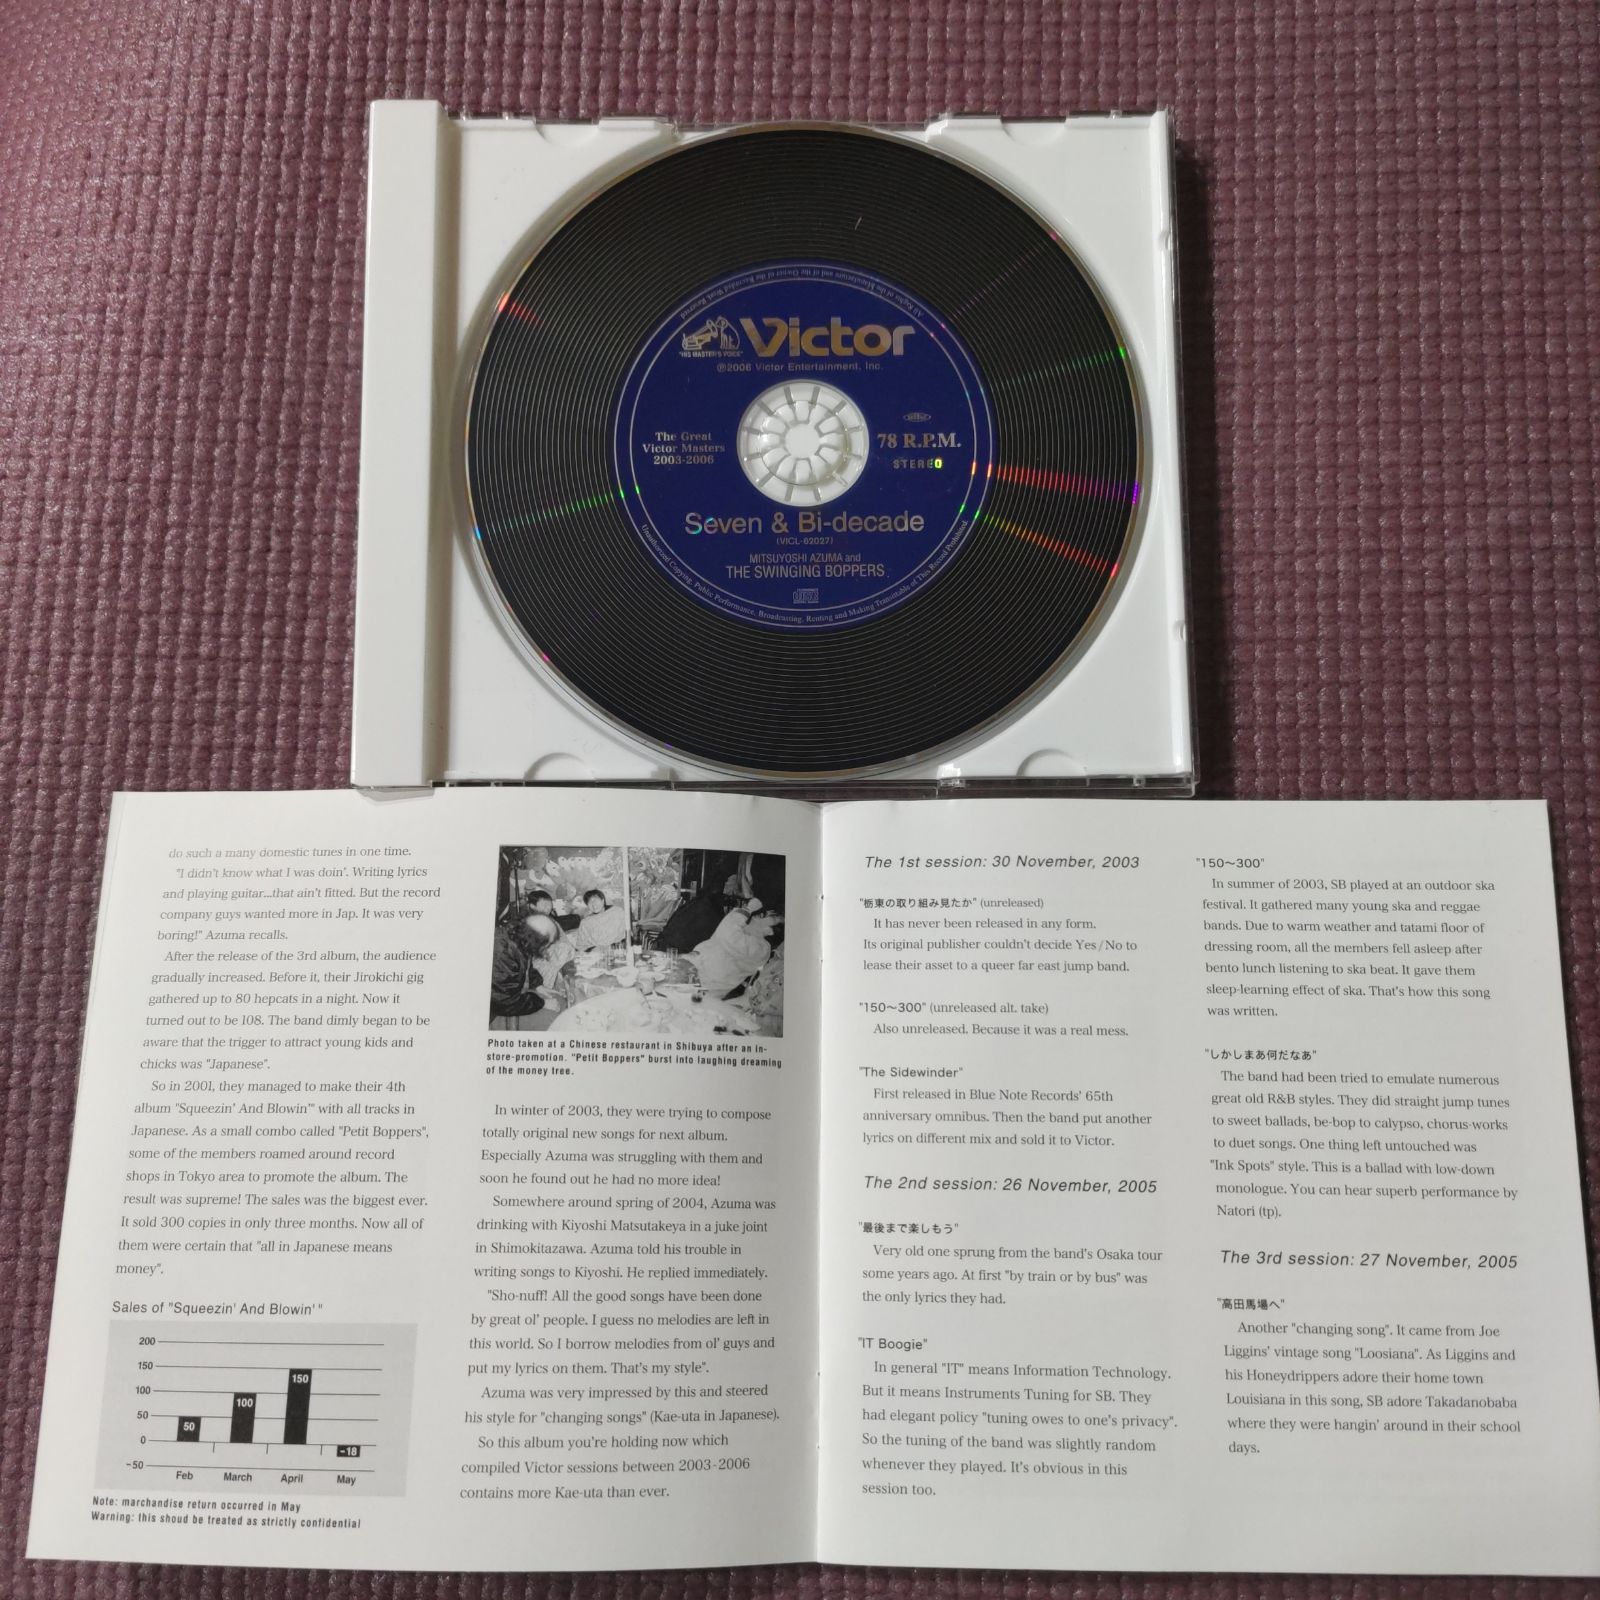 All Rights of the Manufacture and of the Owner of the Recorded Work Reserved
"HIS MASTER'S VOICE"
Victor
℗2006 Victor Entertainment, Inc.
The Great
Victor Masters
2003-2006
78 R.P.M.
STEREO
Seven & Bi-decade
(VICL-62027)
MITSUYOSHI AZUMA and
THE SWINGING BOPPERS
Unauthorized Copying, Public Performance, Broadcasting, Renting and Making Transmittable of This Record Prohibited.
do such a many domestic tunes in one time.
"I didn't know what I was doin'. Writing lyrics
and playing guitar...that ain't fitted. But the record
company guys wanted more in Jap. It was very
boring!" Azuma recalls.
After the release of the 3rd album, the audience
gradually increased. Before it, their Jirokichi gig
gathered up to 80 hepcats in a night. Now it
turned out to be 108. The band dimly began to be
aware that the trigger to attract young kids and
chicks was "Japanese".
So in 2001, they managed to make their 4th
album "Squeezin' And Blowin'" with all tracks in
Japanese. As a small combo called "Petit Boppers",
some of the members roamed around record
shops in Tokyo area to promote the album. The
result was supreme! The sales was the biggest ever.
It sold 300 copies in only three months. Now all of
them were certain that "all in Japanese means
money".
Sales of "Squeezin' And Blowin' "
200
150
100
50
0
-50
50
100
150
-18
Feb March April May
Note: marchandise return occurred in May
Warning: this shoud be treated as strictly confidential
Photo taken at a Chinese restaurant in Shibuya after an in-
store-promotion. "Petit Boppers" burst into laughing dreaming
of the money tree.
In winter of 2003, they were trying to compose
totally original new songs for next album.
Especially Azuma was struggling with them and
soon he found out he had no more idea!
Somewhere around spring of 2004, Azuma was
drinking with Kiyoshi Matsutakeya in a juke joint
in Shimokitazawa. Azuma told his trouble in
writing songs to Kiyoshi. He replied immediately.
"Sho-nuff! All the good songs have been done
by great ol' people. I guess no melodies are left in
this world. So I borrow melodies from ol' guys and
put my lyrics on them. That's my style".
Azuma was very impressed by this and steered
his style for "changing songs" (Kae-uta in Japanese).
So this album you're holding now which
compiled Victor sessions between 2003-2006
contains more Kae-uta than ever.
The 1st session: 30 November, 2003
"栃東の取り組み見たか" (unreleased)
It has never been released in any form.
Its original publisher couldn't decide Yes/No to
lease their asset to a queer far east jump band.
"150〜300" (unreleased alt. take)
Also unreleased. Because it was a real mess.
"The Sidewinder"
First released in Blue Note Records' 65th
anniversary omnibus. Then the band put another
lyrics on different mix and sold it to Victor.
The 2nd session: 26 November, 2005
"最後まで楽しもう"
Very old one sprung from the band's Osaka tour
some years ago. At first "by train or by bus" was
the only lyrics they had.
"IT Boogie"
In general "IT" means Information Technology.
But it means Instruments Tuning for SB. They
had elegant policy "tuning owes to one's privacy".
So the tuning of the band was slightly random
whenever they played. It's obvious in this
session too.
"150〜300"
In summer of 2003, SB played at an outdoor ska
festival. It gathered many young ska and reggae
bands. Due to warm weather and tatami floor of
dressing room, all the members fell asleep after
bento lunch listening to ska beat. It gave them
sleep-learning effect of ska. That's how this song
was written.
"しかしまあ何だなあ"
The band had been tried to emulate numerous
great old R&B styles. They did straight jump tunes
to sweet ballads, be-bop to calypso, chorus-works
to duet songs. One thing left untouched was
"Ink Spots" style. This is a ballad with low-down
monologue. You can hear superb performance by
Natori (tp).
The 3rd session: 27 November, 2005
"高田馬場へ"
Another "changing song". It came from Joe
Liggins' vintage song "Loosiana". As Liggins and
his Honeydrippers adore their home town
Louisiana in this song, SB adore Takadanobaba
where they were hangin' around in their school
days.